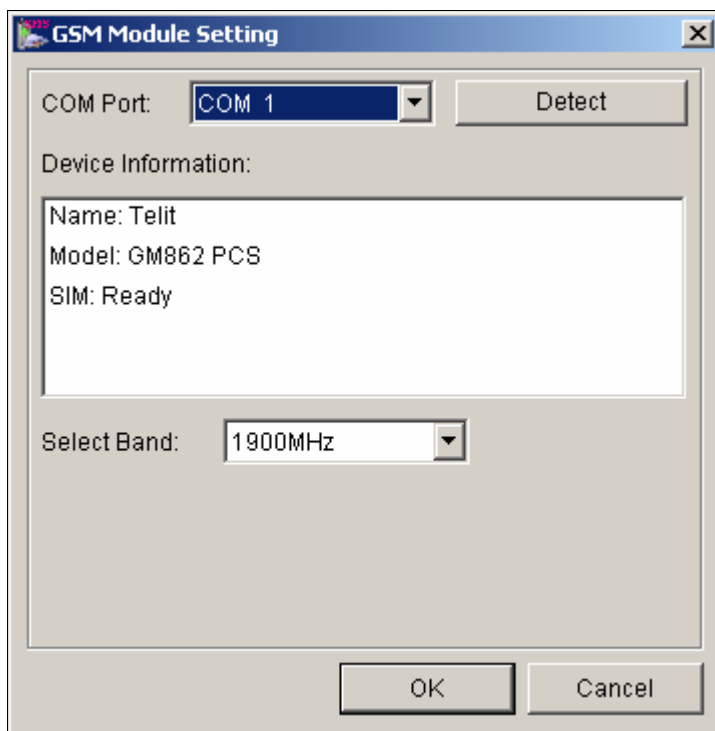 GSM Module Setting
COM Port: COM 1 Detect
Device Information:
Name: Telit
Model: GM862 PCS
SIM: Ready
Select Band: 1900MHz
OK Cancel